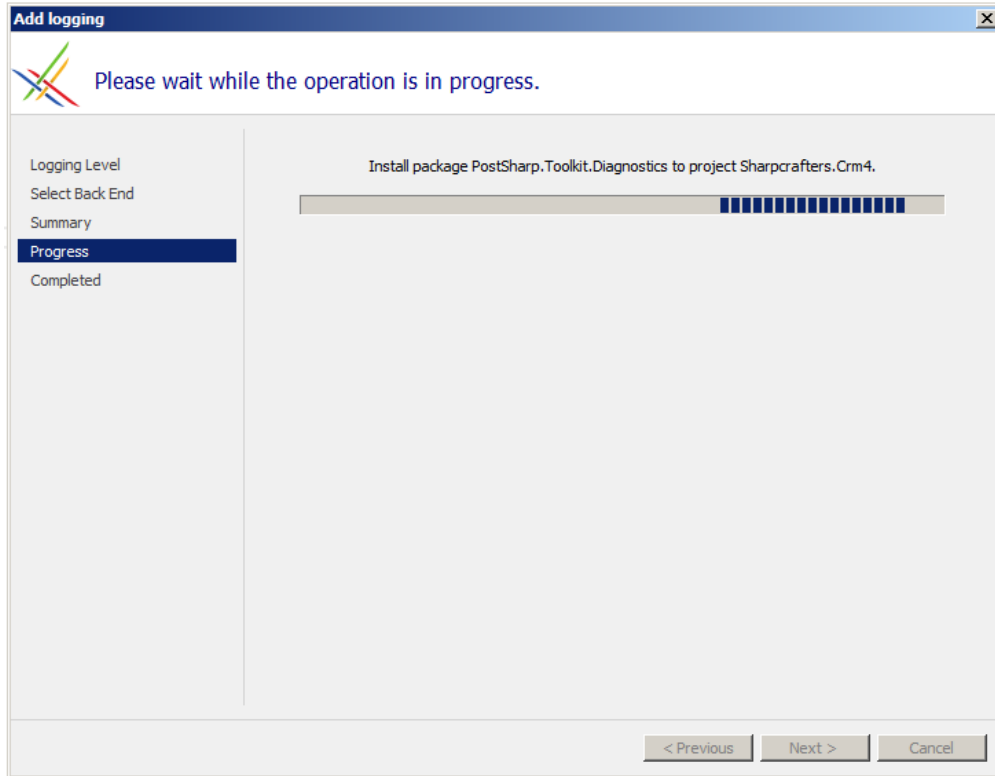 Add logging
Please wait while the operation is in progress.
Logging Level
Select Back End
Summary
Progress
Completed
Install package PostSharp.Toolkit.Diagnostics to project Sharpcrafters.Crm4.
< Previous
Next >
Cancel